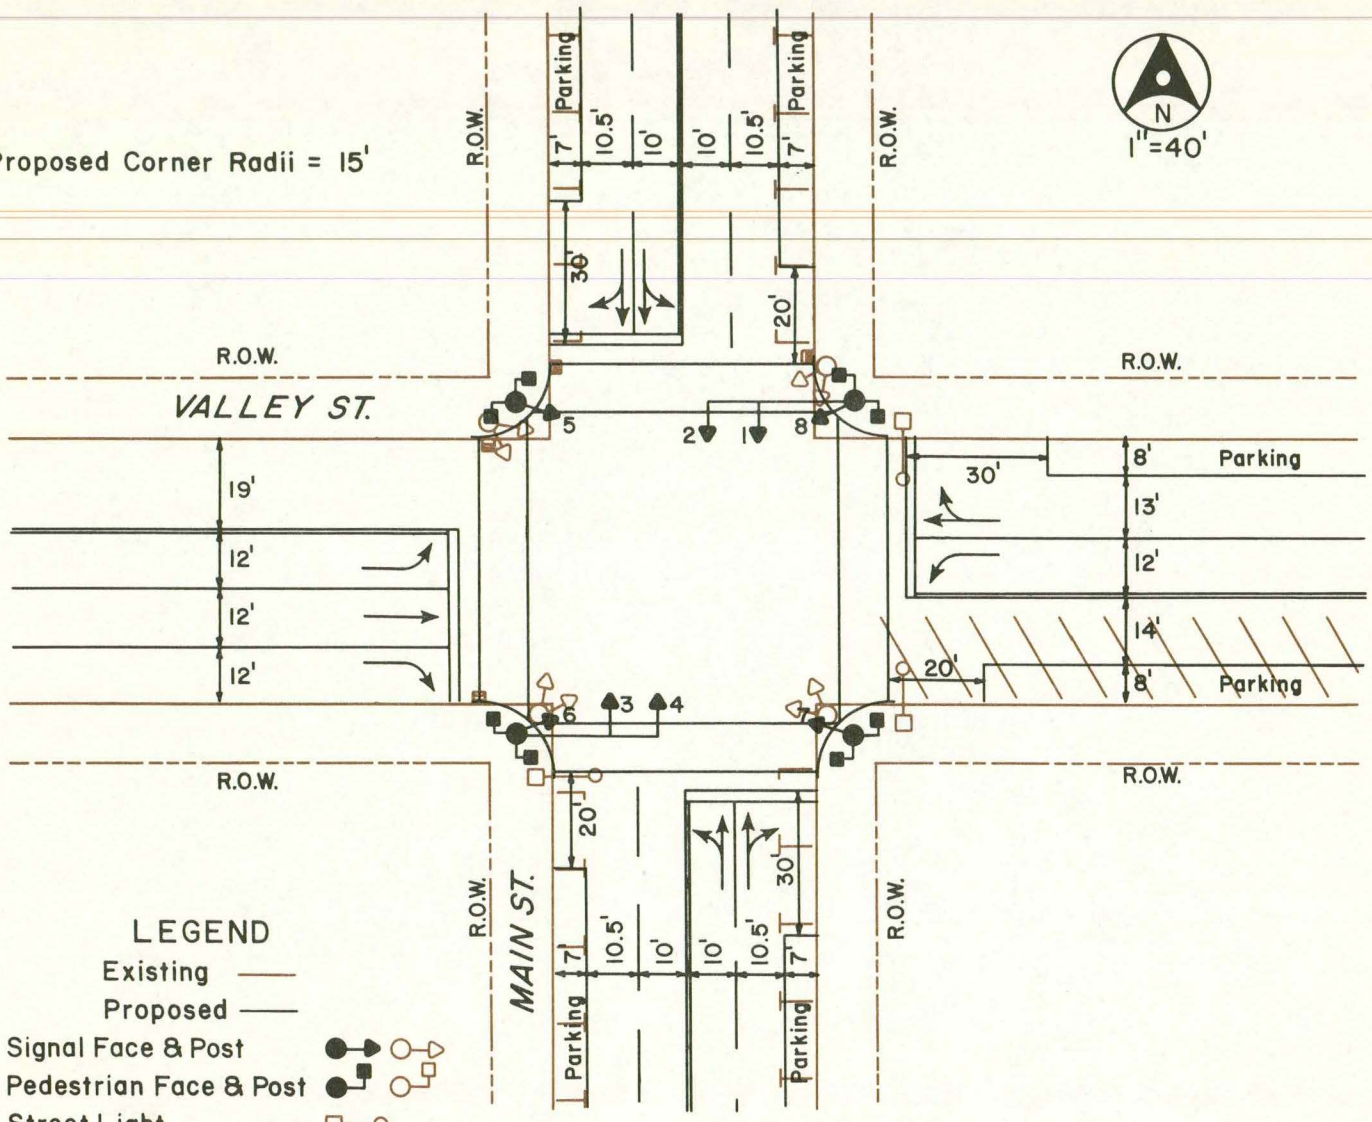 Parking
Parking
7'
10.5'
10'
10'
10.5'
7'
R.O.W.
R.O.W.
N
1"=40'
Proposed Corner Radii = 15'
30'
20'
R.O.W.
R.O.W.
VALLEY ST.
5
2
1
8
19'
12'
12'
12'
30'
8'
Parking
13'
12'
14'
20'
8'
Parking
6
3
4
7
R.O.W.
R.O.W.
20'
30'
R.O.W.
R.O.W.
MAIN ST.
7'
10.5'
10'
10'
10.5'
7'
Parking
Parking
LEGEND
Existing
Proposed
Signal Face & Post
Pedestrian Face & Post
Street Light